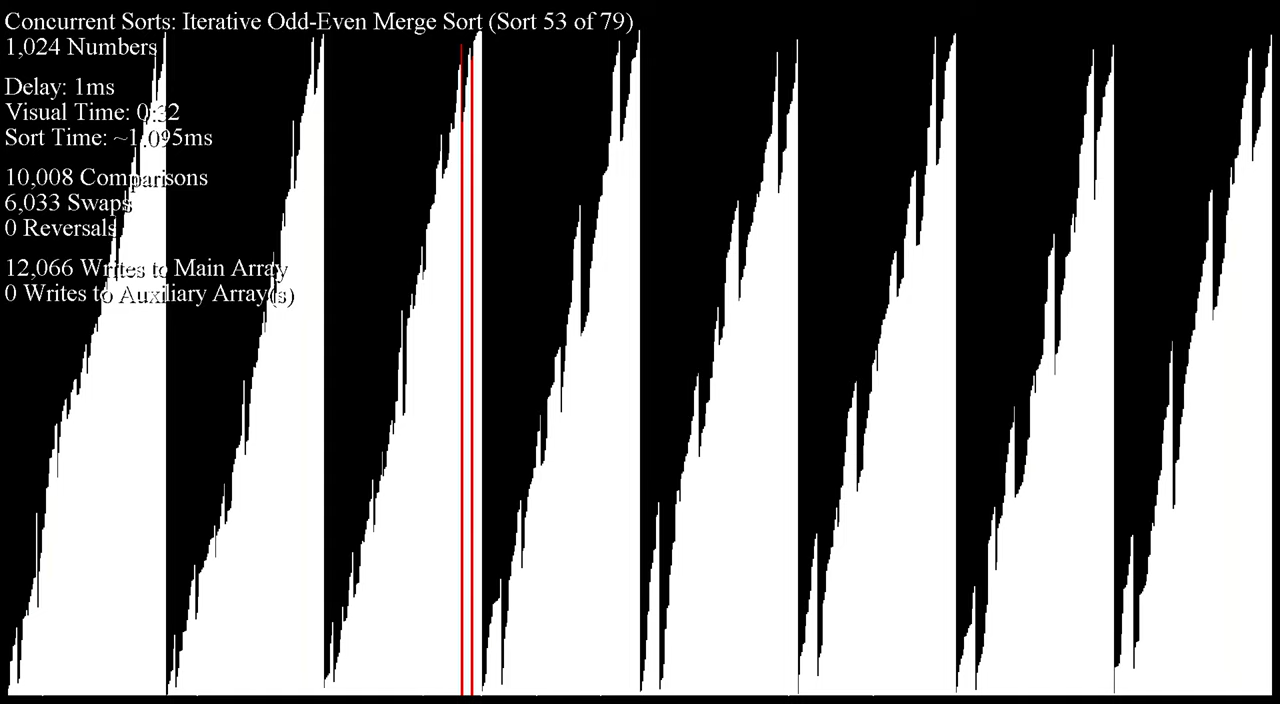 Concurrent Sorts: Iterative Odd-Even Merge Sort (Sort 53 of 79)
1,024 Numbers
Delay: 1ms
Visual Time: 0:32
Sort Time: ~1.095ms
10,008 Comparisons
6,033 Swaps
0 Reversals
12,066 Writes to Main Array
0 Writes to Auxiliary Array(s)